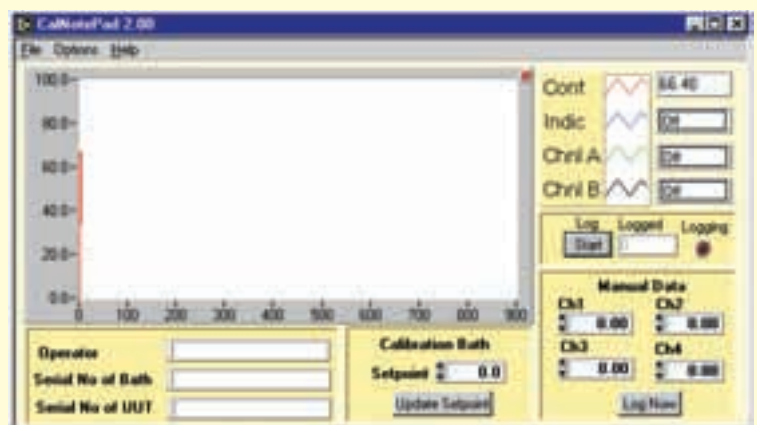 CalNotePad 2.00
File Options Help
100.0
80.0
60.0
40.0
20.0
0.0
0 100 200 300 400 500 600 700 800 900
Cont 66.40
Indic Off
Chnl A Off
Chnl B Off
Log Logged Logging
Start
Manual Data
Ch1 Ch2
0.00 0.00
Ch3 Ch4
0.00 0.00
Log Now
Operator
Serial No of Bath
Serial No of UUT
Calibration Bath
Setpoint 0.0
Update Setpoint